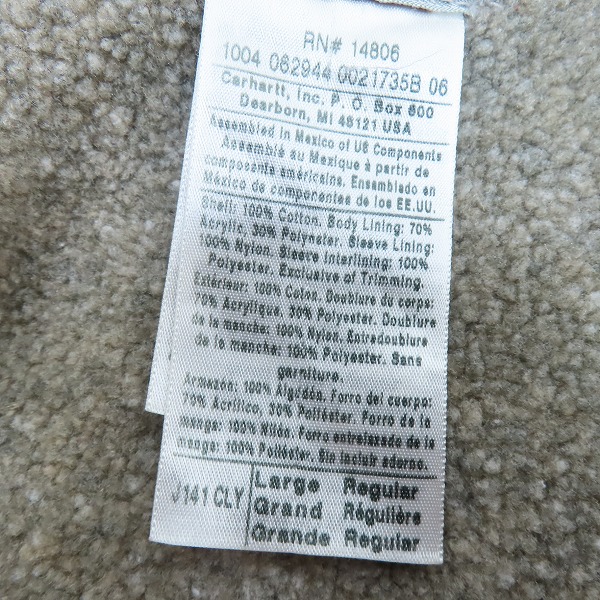 RN# 14806
1004 062944 0021735B 06
Carhartt, Inc. P. O. Box 600
Dearborn, MI 48121 USA
Assembled in Mexico of US Components
Assemblé au Mexique à partir de
composants américains. Ensamblado en
México de componentes de los EE.UU.
Shell: 100% Cotton. Body Lining: 70%
Acrylic, 30% Polyester. Sleeve Lining:
100% Nylon. Sleeve Interlining: 100%
Polyester. Exclusive of Trimming.
Extérieur: 100% Coton. Doublure du corps:
70% Acrylique, 30% Polyester. Doublure
de la manche: 100% Nylon. Entredoublure
de la manche: 100% Polyester. Sans
garniture.
Armazon: 100% Algodón. Forro del cuerpo:
70% Acrílico, 30% Poliéster. Forro de la
manga: 100% Nilón. Forro entrelazado de la
manga: 100% Poliéster. Sin incluir adorno.
J141 CLY
Large Regular
Grand Régulière
Grande Regular